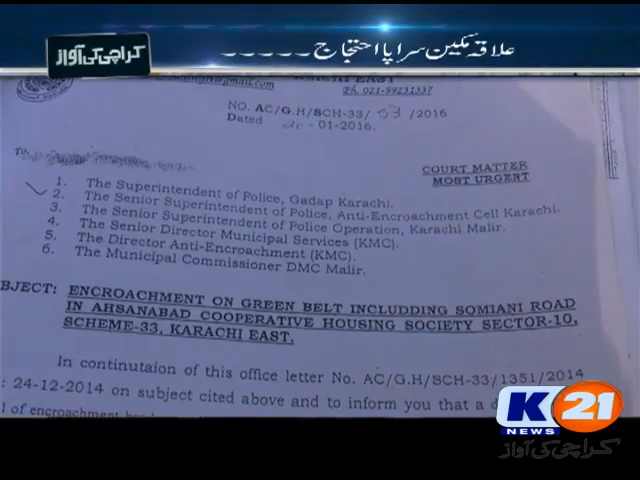 علاقہ مکین سراپا احتجاج - - - - -
کراچی کی آواز
@gmail.com
EAST
Ph. 021-99231337
NO. AC/G.H/SCH-33/ 53 /2016
Dated -01-2016.
To,
COURT MATTER
MOST URGENT
1. The Superintendent of Police, Gadap Karachi.
2. The Senior Superintendent of Police, Anti-Encroachment Cell Karachi.
3. The Senior Superintendent of Police Operation, Karachi Malir.
4. The Senior Director Municipal Services (KMC).
5. The Director Anti-Encroachment (KMC).
6. The Municipal Commissioner DMC Malir.
BJECT: ENCROACHMENT ON GREEN BELT INCLUDDING SOMIANI ROAD
IN AHSANABAD COOPERATIVE HOUSING SOCIETY SECTOR-10,
SCHEME-33, KARACHI EAST.
In continutaion of this office letter No. AC/G.H/SCH-33/1351/2014
: 24-12-2014 on subject cited above and to inform you that a
l of encroachment
K21
NEWS
کراچی کی آواز